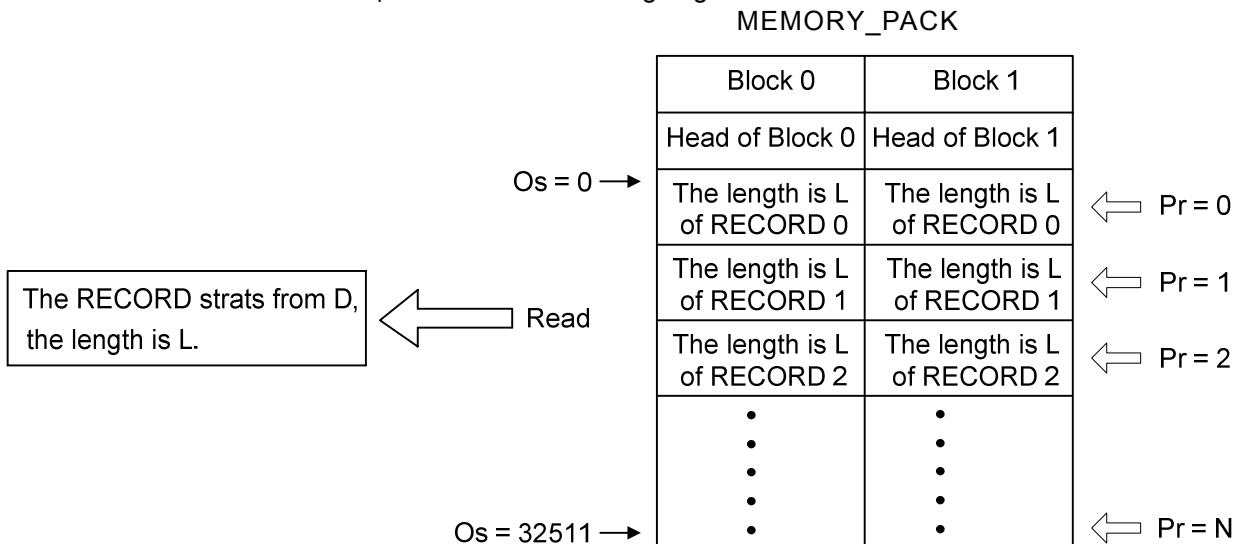 MEMORY_PACK
Block 0 Block 1
Head of Block 0 Head of Block 1
Os = 0
The length is L The length is L
of RECORD 0 of RECORD 0
Pr = 0
The length is L The length is L
of RECORD 1 of RECORD 1
Pr = 1
The RECORD strats from D,
the length is L.
Read
The length is L The length is L
of RECORD 2 of RECORD 2
Pr = 2
Os = 32511
Pr = N